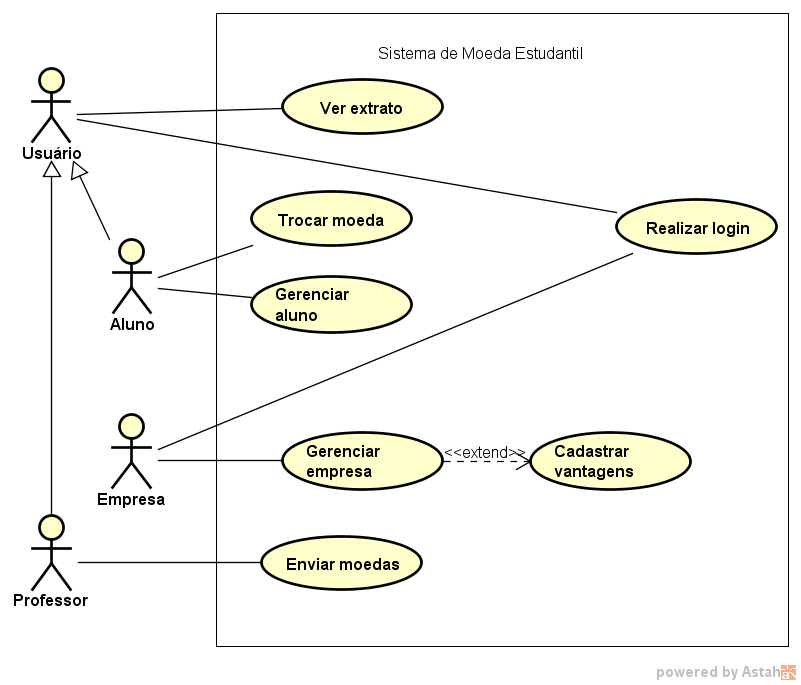 Sistema de Moeda Estudantil
Ver extrato
Usuário
Trocar moeda
Realizar login
Gerenciar
aluno
Aluno
Gerenciar
empresa
<<extend>>
Cadastrar
vantagens
Empresa
Enviar moedas
Professor
powered by Astah